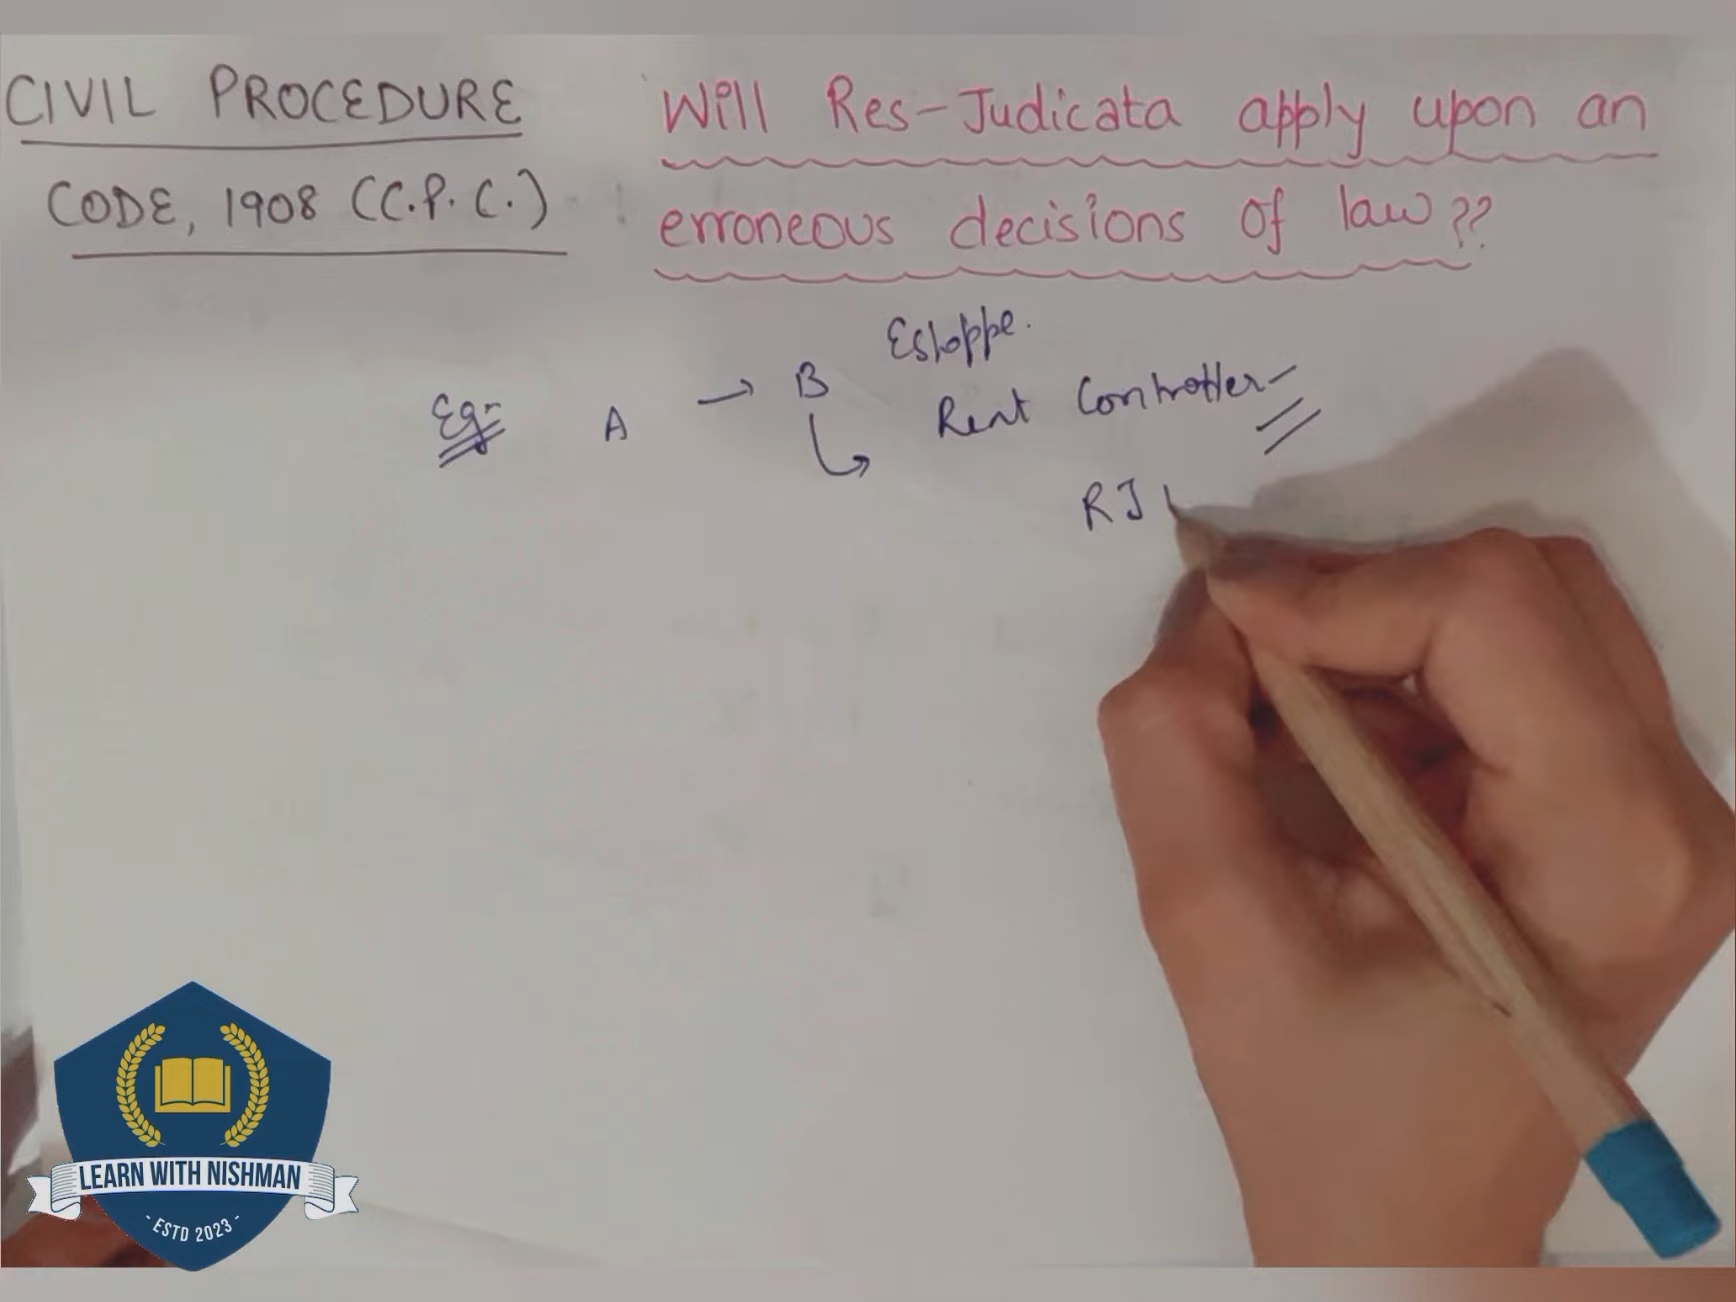 CIVIL PROCEDURE
CODE, 1908 (C.P.C.)
Will Res-Judicata apply upon an
erroneous decisions of law??
Estoppe.
Eg:- A → B Rent Controller
RJ
LEARN WITH NISHMAN
- ESTD 2023 -